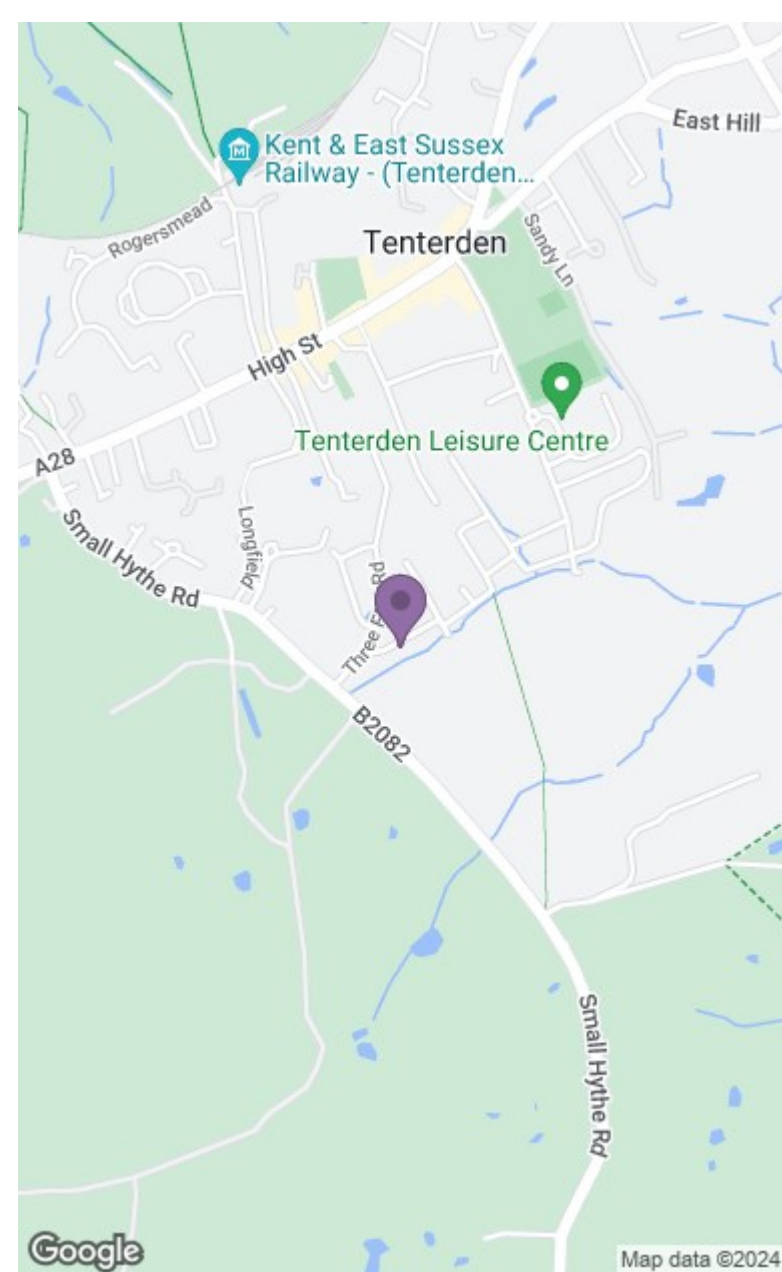 East Hill
Kent & East Sussex
Railway - (Tenterden...
Rogersmead
Sandy Ln
Tenterden
High St
Tenterden Leisure Centre
A28
Small Hythe Rd
Longfield
Three
Rd
B2082
Small Hythe Rd
Google
Map data ©2024